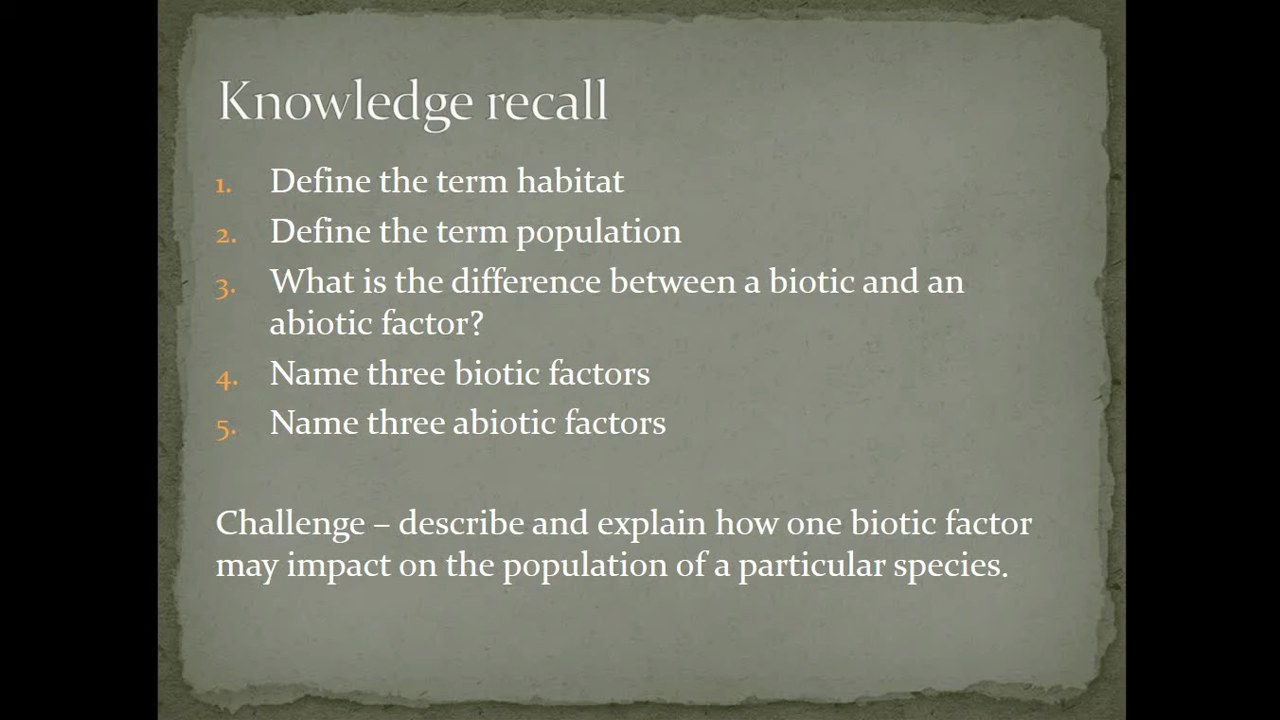 Knowledge recall
1. Define the term habitat
2. Define the term population
3. What is the difference between a biotic and an
abiotic factor?
4. Name three biotic factors
5. Name three abiotic factors
Challenge – describe and explain how one biotic factor
may impact on the population of a particular species.